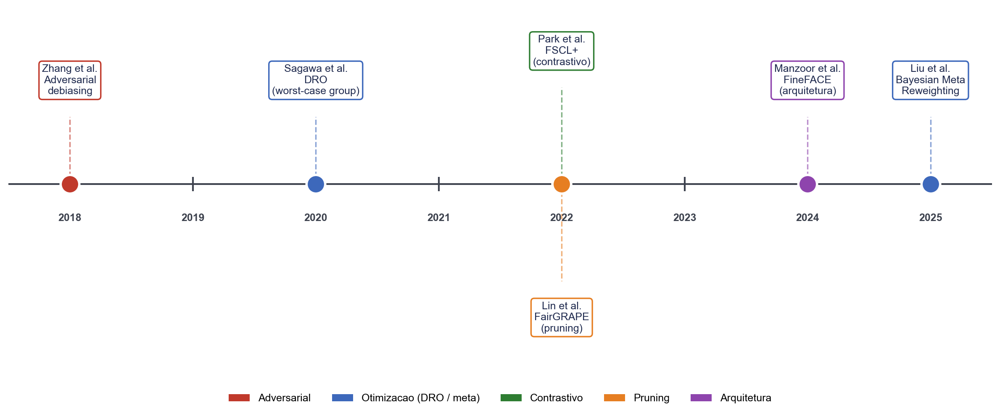 Park et al.
FSCL+
(contrastivo)
Zhang et al.
Adversarial
debiasing
Sagawa et al.
DRO
(worst-case group)
Manzoor et al.
FineFACE
(arquitetura)
Liu et al.
Bayesian Meta
Reweighting
2018 2019 2020 2021 2022 2023 2024 2025
Lin et al.
FairGRAPE
(pruning)
Adversarial Otimizacao (DRO / meta) Contrastivo Pruning Arquitetura